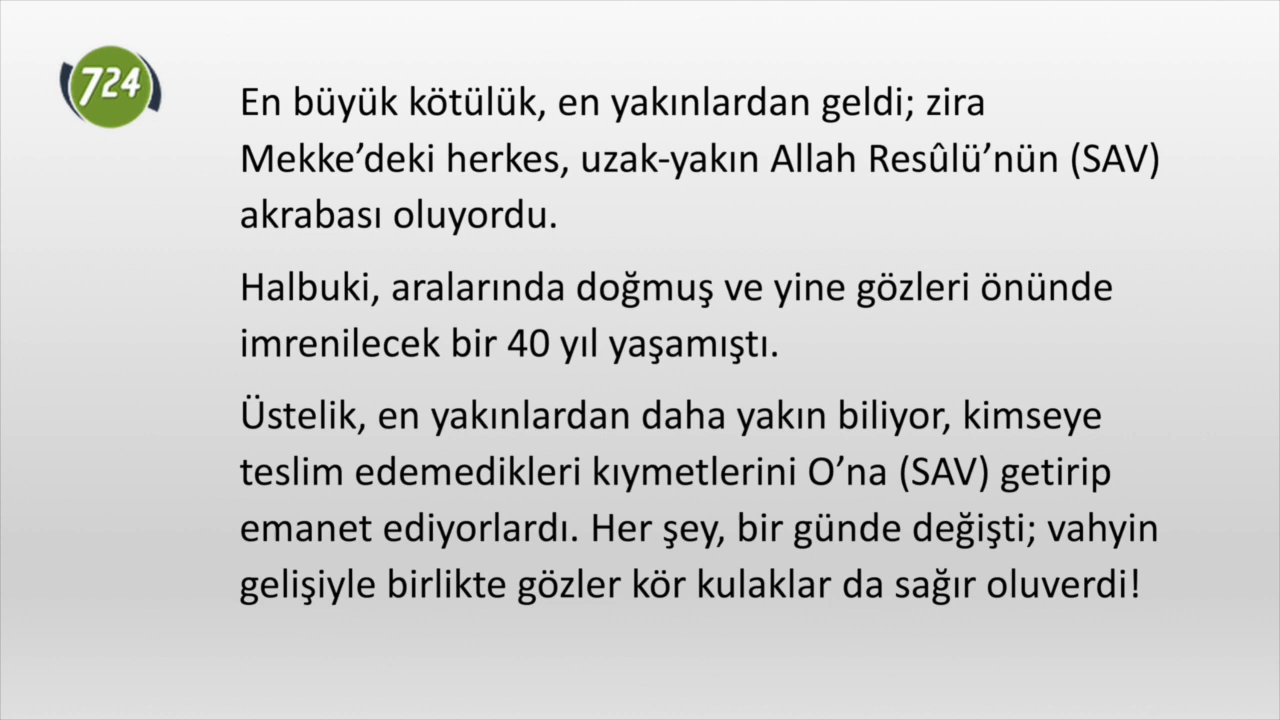 724
En büyük kötülük, en yakınlardan geldi; zira
Mekke’deki herkes, uzak-yakın Allah Resûlü’nün (SAV)
akrabası oluyordu.
Halbuki, aralarında doğmuş ve yine gözleri önünde
imrenilecek bir 40 yıl yaşamıştı.
Üstelik, en yakınlardan daha yakın biliyor, kimseye
teslim edemedikleri kıymetlerini O’na (SAV) getirip
emanet ediyorlardı. Her şey, bir günde değişti; vahyin
gelişiyle birlikte gözler kör kulaklar da sağır oluverdi!